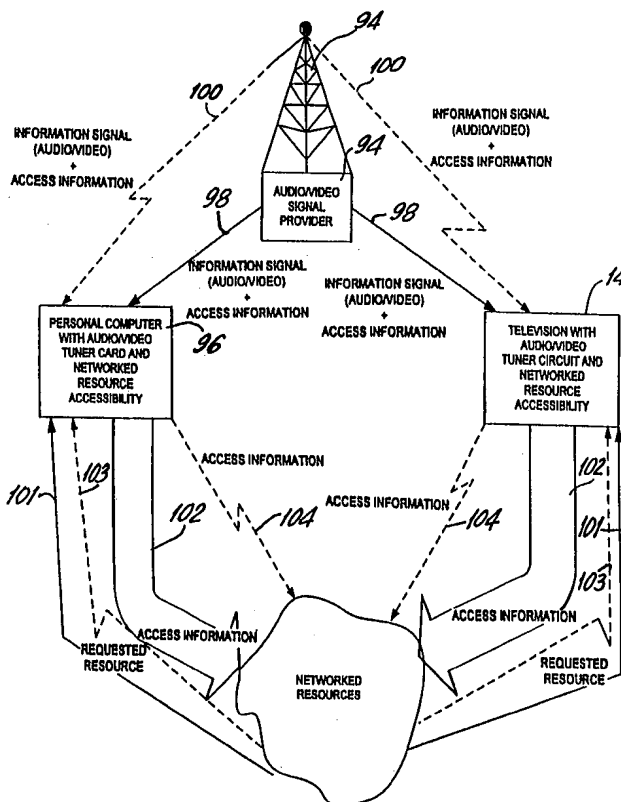 94
100
100
INFORMATION SIGNAL
(AUDIO/VIDEO)
+
ACCESS INFORMATION
INFORMATION SIGNAL
(AUDIO/VIDEO)
+
ACCESS INFORMATION
94
AUDIO/VIDEO
SIGNAL
PROVIDER
98
98
INFORMATION SIGNAL
(AUDIO/VIDEO)
+
ACCESS INFORMATION
INFORMATION SIGNAL
(AUDIO/VIDEO)
+
ACCESS INFORMATION
14
PERSONAL COMPUTER
WITH AUDIO/VIDEO
TUNER CARD AND
NETWORKED
RESOURCE
ACCESSIBILITY
96
TELEVISION WITH
AUDIO/VIDEO
TUNER CIRCUIT AND
NETWORKED
RESOURCE
ACCESSIBILITY
101
103
102
ACCESS INFORMATION
104
ACCESS INFORMATION
104
102
101
103
ACCESS INFORMATION
REQUESTED
RESOURCE
ACCESS INFORMATION
REQUESTED
RESOURCE
NETWORKED
RESOURCES